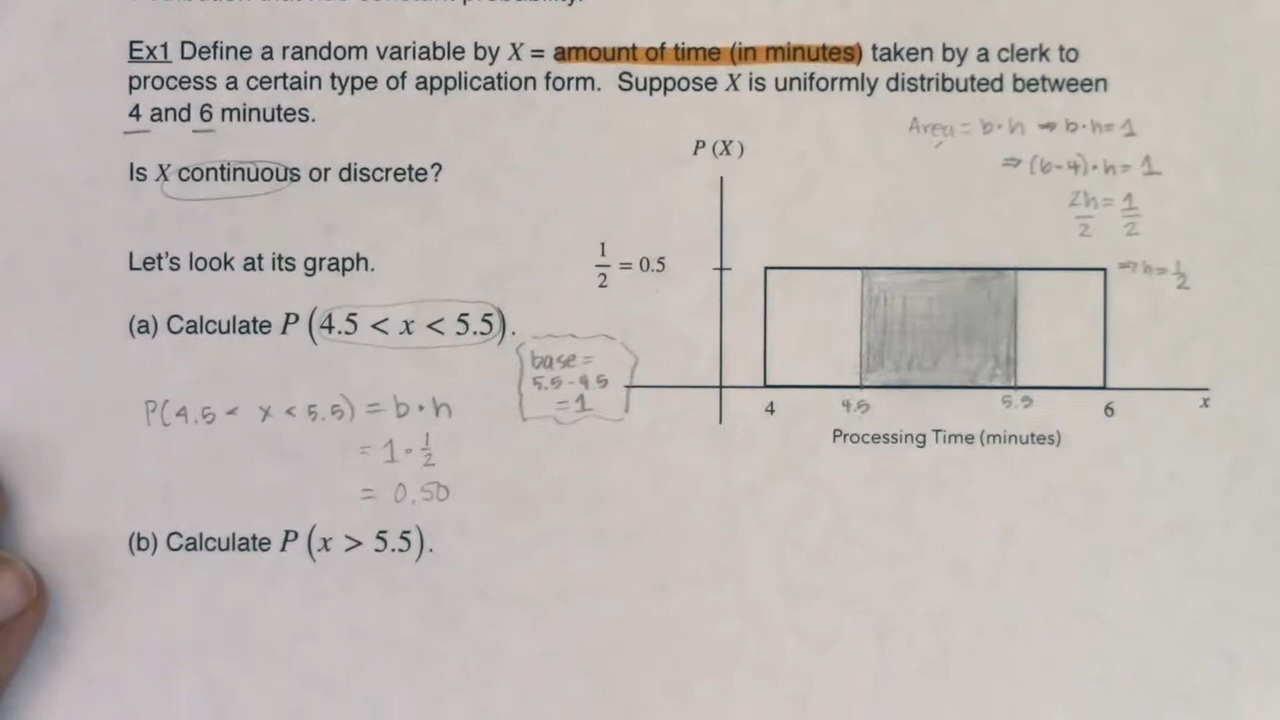 Ex1 Define a random variable by X = amount of time (in minutes) taken by a clerk to
process a certain type of application form. Suppose X is uniformly distributed between
4 and 6 minutes.
Area = b·h ⇒ b·h=1
⇒ (6-4)·h=1
2h = 1
2 2
⇒ h = 1/2
Is X continuous or discrete?
P (X)
Let's look at its graph.
1/2 = 0.5
(a) Calculate P (4.5 < x < 5.5).
base =
5.5-4.5
=1
P(4.5 < x < 5.5) = b·h
= 1·1/2
= 0.50
4 4.5 5.5 6 x
Processing Time (minutes)
(b) Calculate P (x > 5.5).